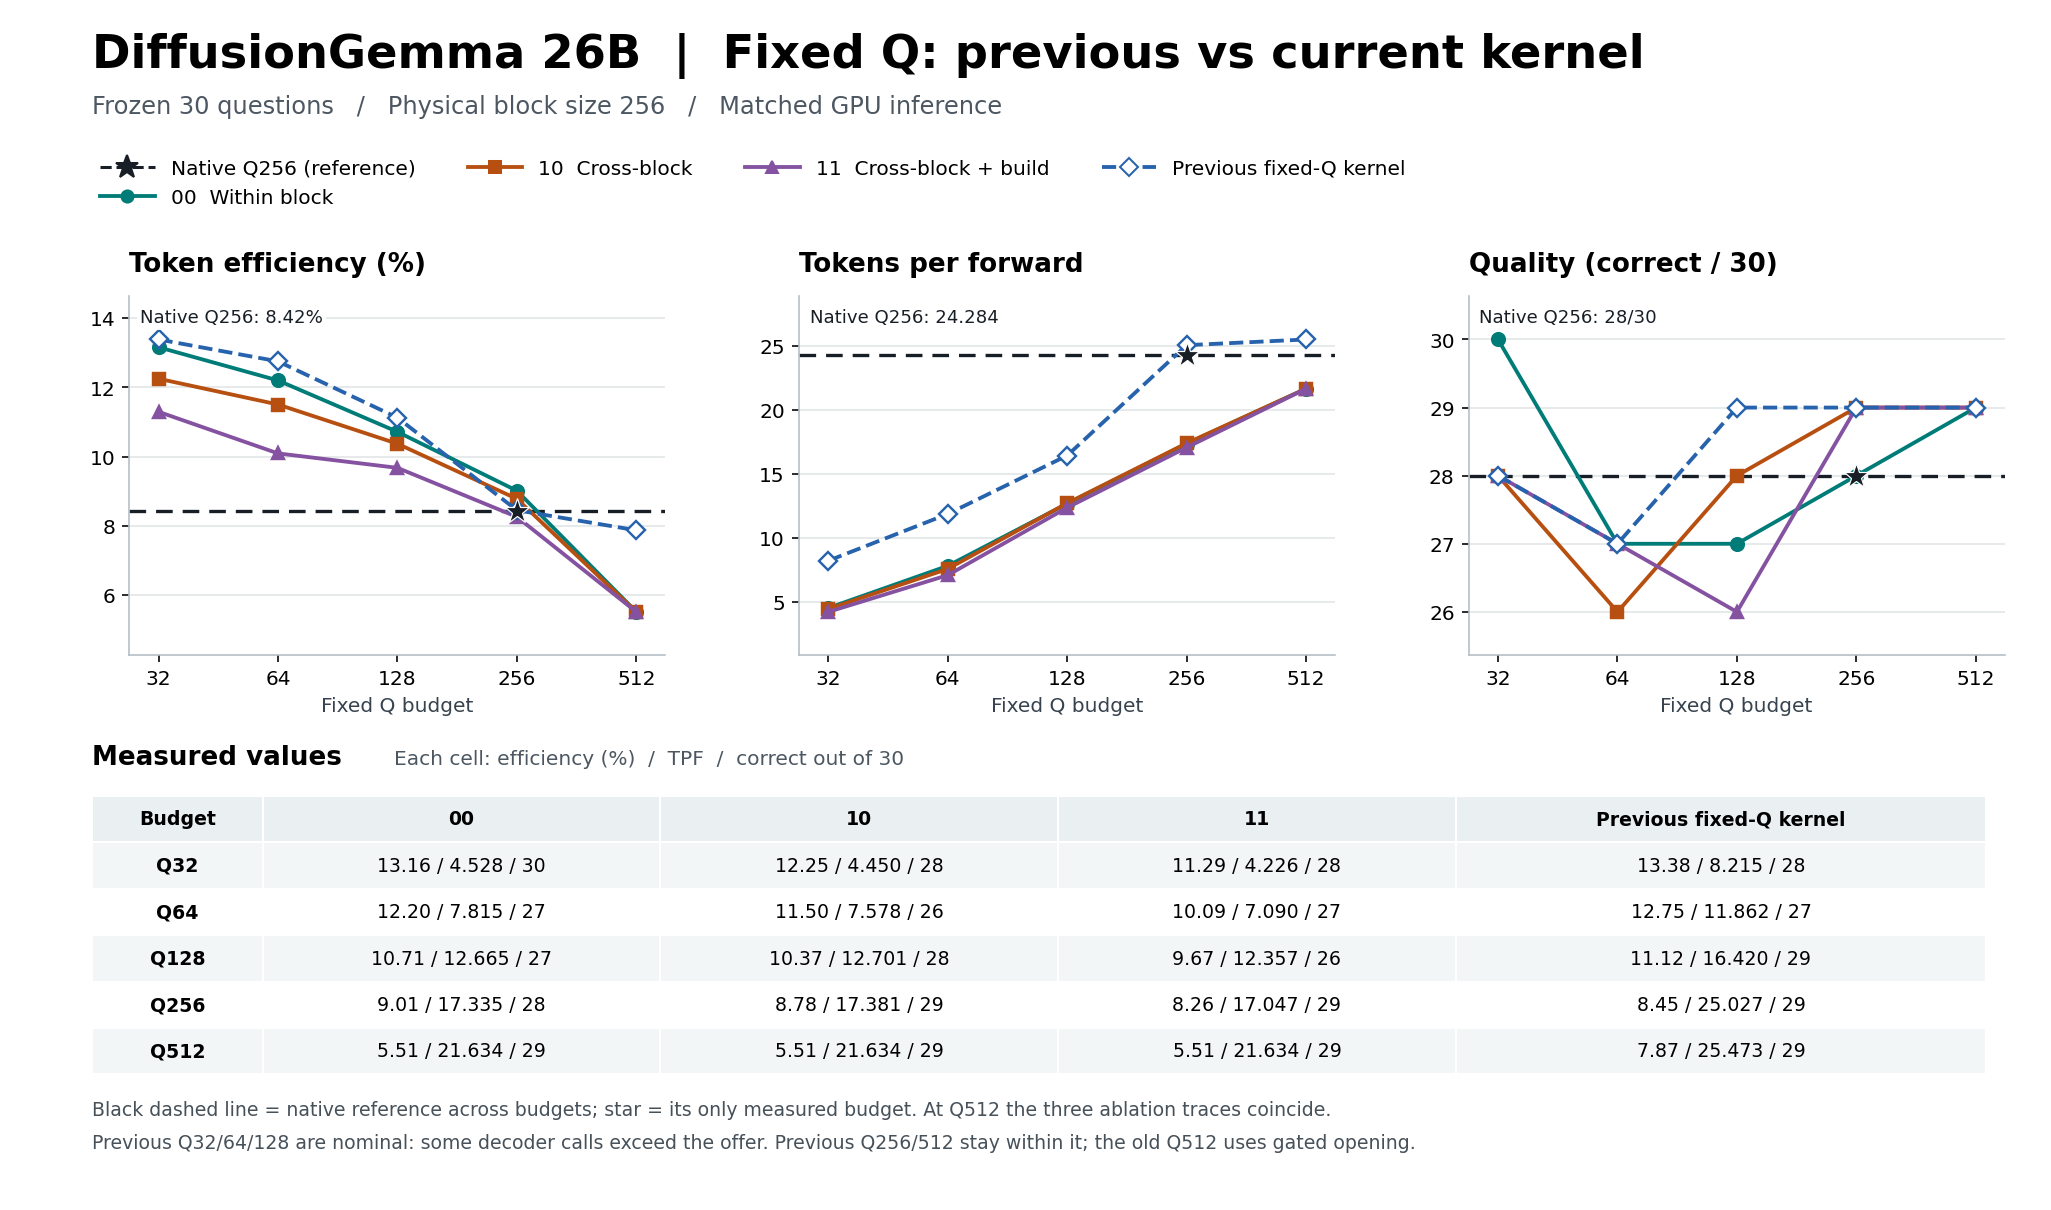 DiffusionGemma 26B | Fixed Q: previous vs current kernel
Frozen 30 questions / Physical block size 256 / Matched GPU inference
Native Q256 (reference)
10 Cross-block
11 Cross-block + build
Previous fixed-Q kernel
00 Within block
Token efficiency (%)
Native Q256: 8.42%
14
12
10
8
6
32 64 128 256 512
Fixed Q budget
Tokens per forward
Native Q256: 24.284
25
20
15
10
5
32 64 128 256 512
Fixed Q budget
Quality (correct / 30)
Native Q256: 28/30
30
29
28
27
26
32 64 128 256 512
Fixed Q budget
Measured values Each cell: efficiency (%) / TPF / correct out of 30
Budget 00 10 11 Previous fixed-Q kernel
Q32 13.16 / 4.528 / 30 12.25 / 4.450 / 28 11.29 / 4.226 / 28 13.38 / 8.215 / 28
Q64 12.20 / 7.815 / 27 11.50 / 7.578 / 26 10.09 / 7.090 / 27 12.75 / 11.862 / 27
Q128 10.71 / 12.665 / 27 10.37 / 12.701 / 28 9.67 / 12.357 / 26 11.12 / 16.420 / 29
Q256 9.01 / 17.335 / 28 8.78 / 17.381 / 29 8.26 / 17.047 / 29 8.45 / 25.027 / 29
Q512 5.51 / 21.634 / 29 5.51 / 21.634 / 29 5.51 / 21.634 / 29 7.87 / 25.473 / 29
Black dashed line = native reference across budgets; star = its only measured budget. At Q512 the three ablation traces coincide.
Previous Q32/64/128 are nominal: some decoder calls exceed the offer. Previous Q256/512 stay within it; the old Q512 uses gated opening.